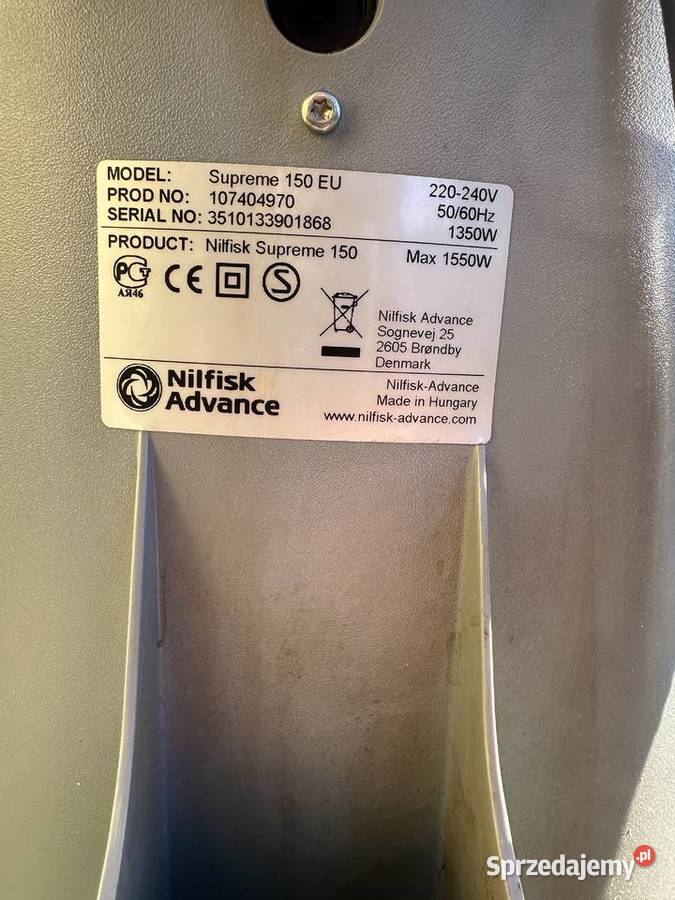 MODEL: Supreme 150 EU 220-240V
PROD NO: 107404970 50/60Hz
SERIAL NO: 3510133901868 1350W
PRODUCT: Nilfisk Supreme 150 Max 1550W
РСТ
АЯ46
CE
S
Nilfisk Advance
Sognevej 25
2605 Brøndby
Denmark
Nilfisk
Advance
Nilfisk-Advance
Made in Hungary
www.nilfisk-advance.com
Sprzedajemy.pl